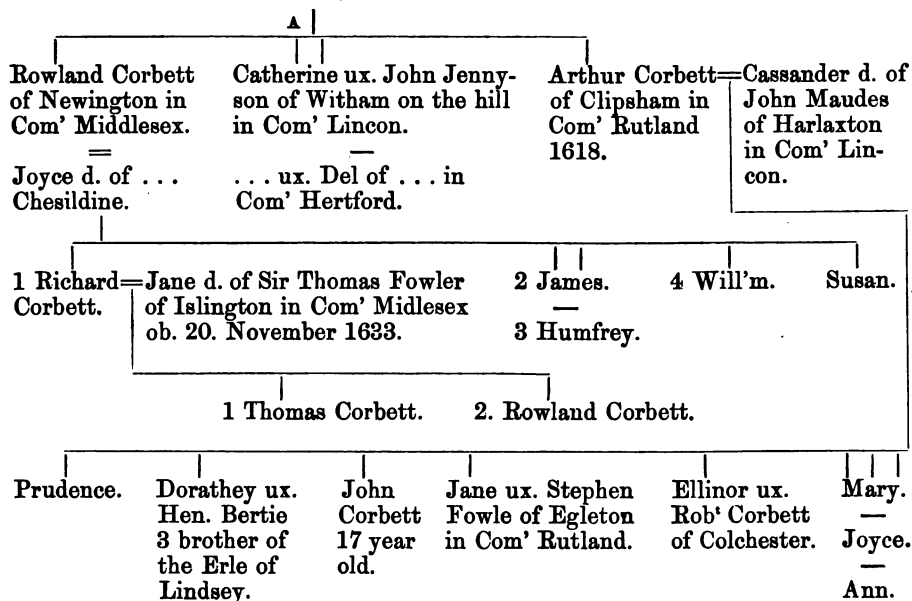 A
Rowland Corbett
of Newington in
Com' Middlesex.
=
Joyce d. of . . .
Chesildine.
Catherine ux. John Jenny-
son of Witham on the hill
in Com' Lincon.
—
. . . ux. Del of . . . in
Com' Hertford.
Arthur Corbett=Cassander d. of
of Clipsham in
Com' Rutland
1618.
John Maudes
of Harlaxton
in Com' Lin-
con.
1 Richard=Jane d. of Sir Thomas Fowler
Corbett.
of Islington in Com' Midlesex
ob. 20. November 1633.
2 James.
—
3 Humfrey.
4 Will'm.
Susan.
1 Thomas Corbett.
2. Rowland Corbett.
Prudence.
Dorathey ux.
Hen. Bertie
3 brother of
the Erle of
Lindsey.
John
Corbett
17 year
old.
Jane ux. Stephen
Fowle of Egleton
in Com' Rutland.
Ellinor ux.
Robᵗ Corbett
of Colchester.
Mary.
—
Joyce.
—
Ann.